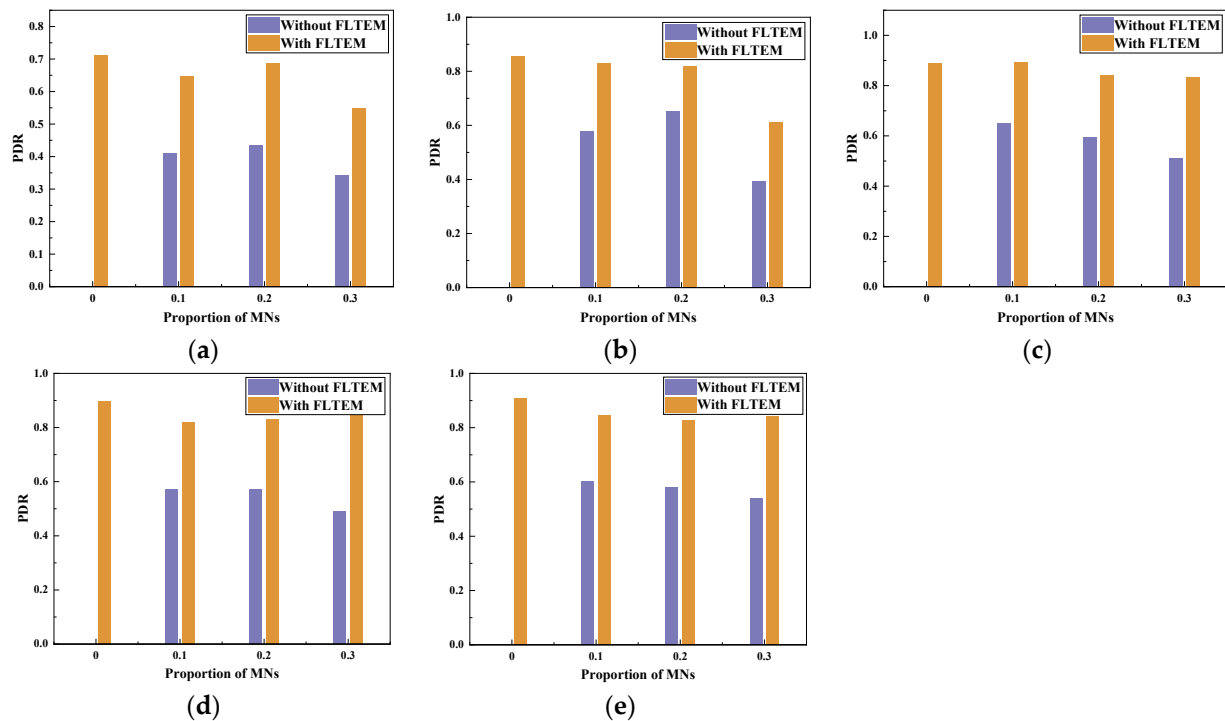 Without FLTEM
With FLTEM
PDR
0.8
0.7
0.6
0.5
0.4
0.3
0.2
0.1
0.0
0 0.1 0.2 0.3
Proportion of MNs
(a)
Without FLTEM
With FLTEM
PDR
1.0
0.8
0.6
0.4
0.2
0.0
0 0.1 0.2 0.3
Proportion of MNs
(b)
Without FLTEM
With FLTEM
PDR
1.0
0.8
0.6
0.4
0.2
0.0
0 0.1 0.2 0.3
Proportion of MNs
(c)
Without FLTEM
With FLTEM
PDR
1.0
0.8
0.6
0.4
0.2
0.0
0 0.1 0.2 0.3
Proportion of MNs
(d)
Without FLTEM
With FLTEM
PDR
1.0
0.8
0.6
0.4
0.2
0.0
0 0.1 0.2 0.3
Proportion of MNs
(e)